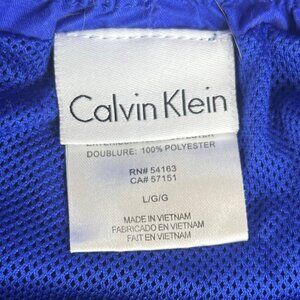 Calvin Klein
DOUBLURE: 100% POLYESTER
RN# 54163
CA# 57151
L/G/G
MADE IN VIETNAM
FABRICADO EN VIETNAM
FAIT EN VIETNAM